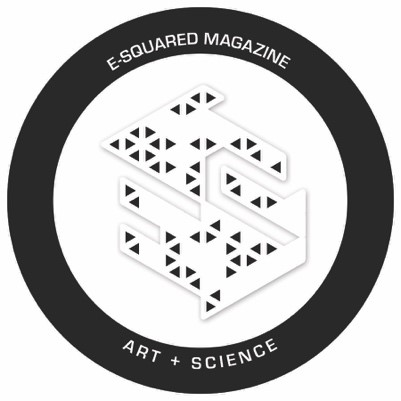 E-SQUARED MAGAZINE
ART + SCIENCE